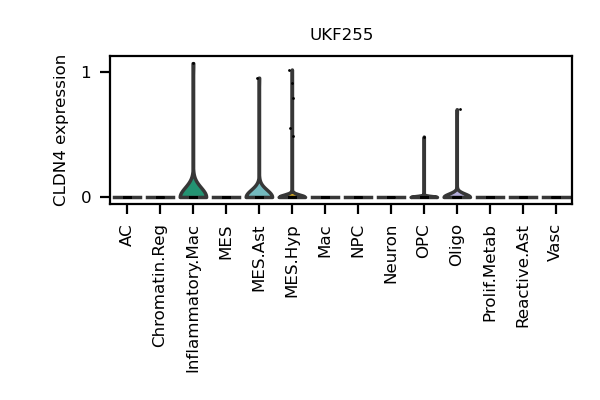 UKF255
CLDN4 expression
1
0
AC
Chromatin.Reg
Inflammatory.Mac
MES
MES.Ast
MES.Hyp
Mac
NPC
Neuron
OPC
Oligo
Prolif.Metab
Reactive.Ast
Vasc